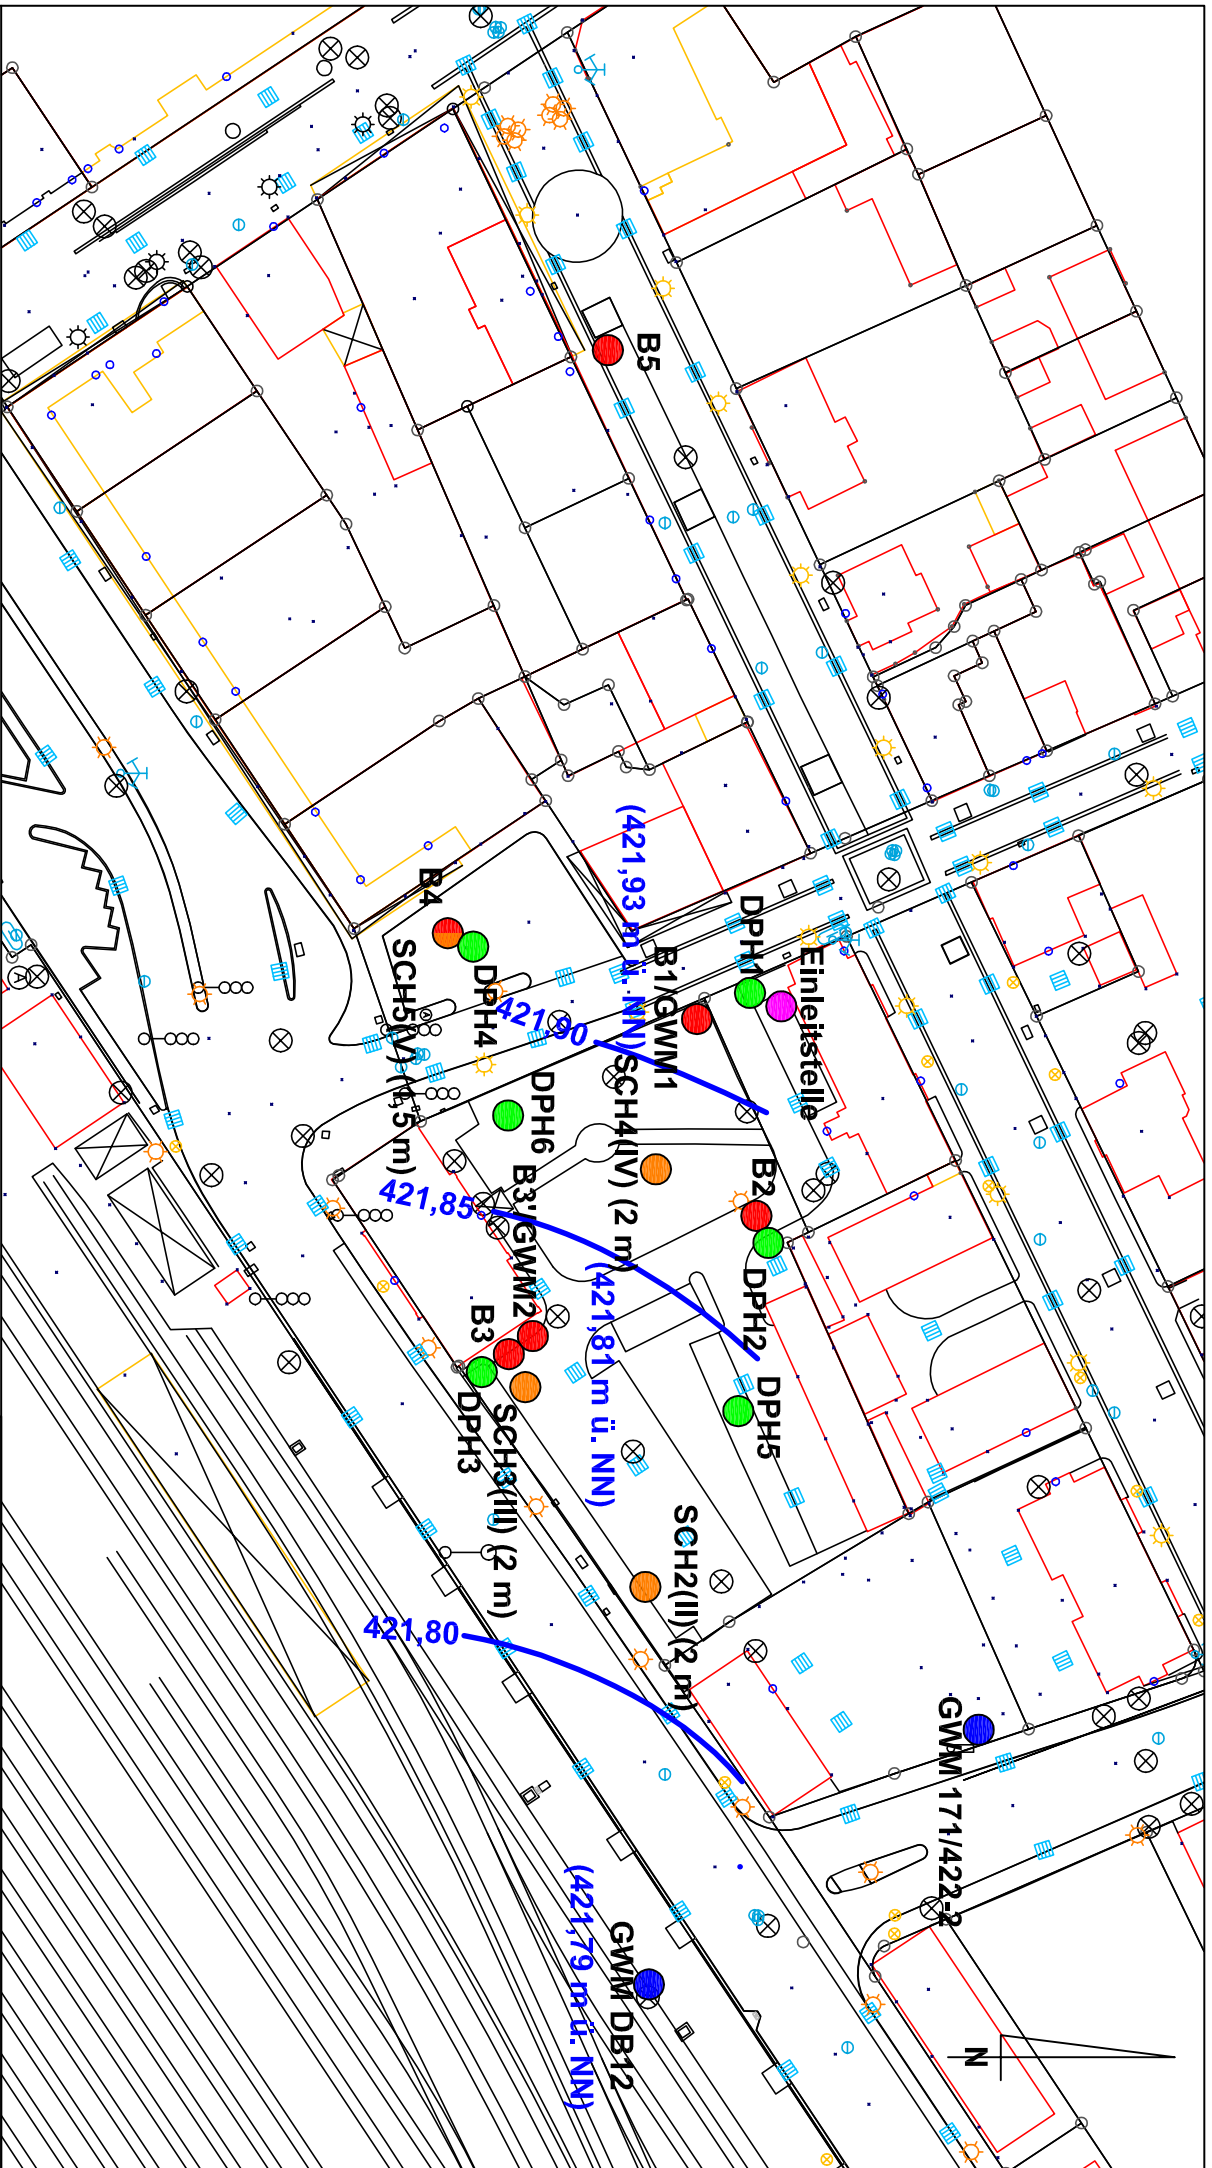 B5
Einleitstelle
DPH1
B1/GWM1
(421,93 m ü. NN)
B4
DPH4
421,90
SCH5(V) (1,5 m)
DPH6
SCH4(IV) (2 m)
B2
DPH2
DPH5
B3'/GWM2
(421,81 m ü. NN)
421,85
B3
DPH3
SCH3(III) (2 m)
SCH2(II) (2 m)
421,80
GWM 171/422-2
GWM DB12
(421,79 m ü. NN)
N